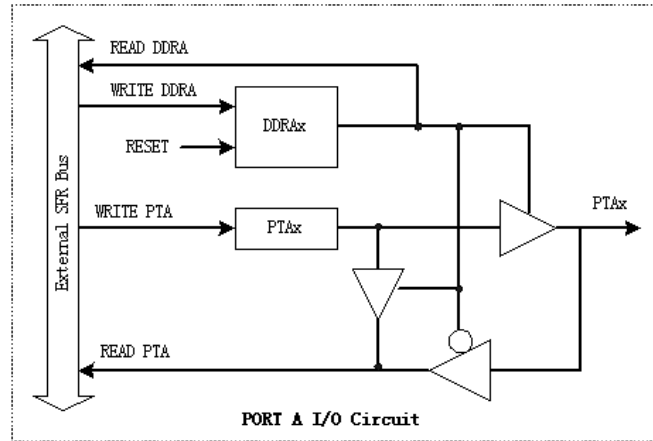 READ DDRA
WRITE DDRA
DDRAx
RESET
External SFR Bus
WRITE PTA
PTAx
PTAx
READ PTA
PORT A I/O Circuit